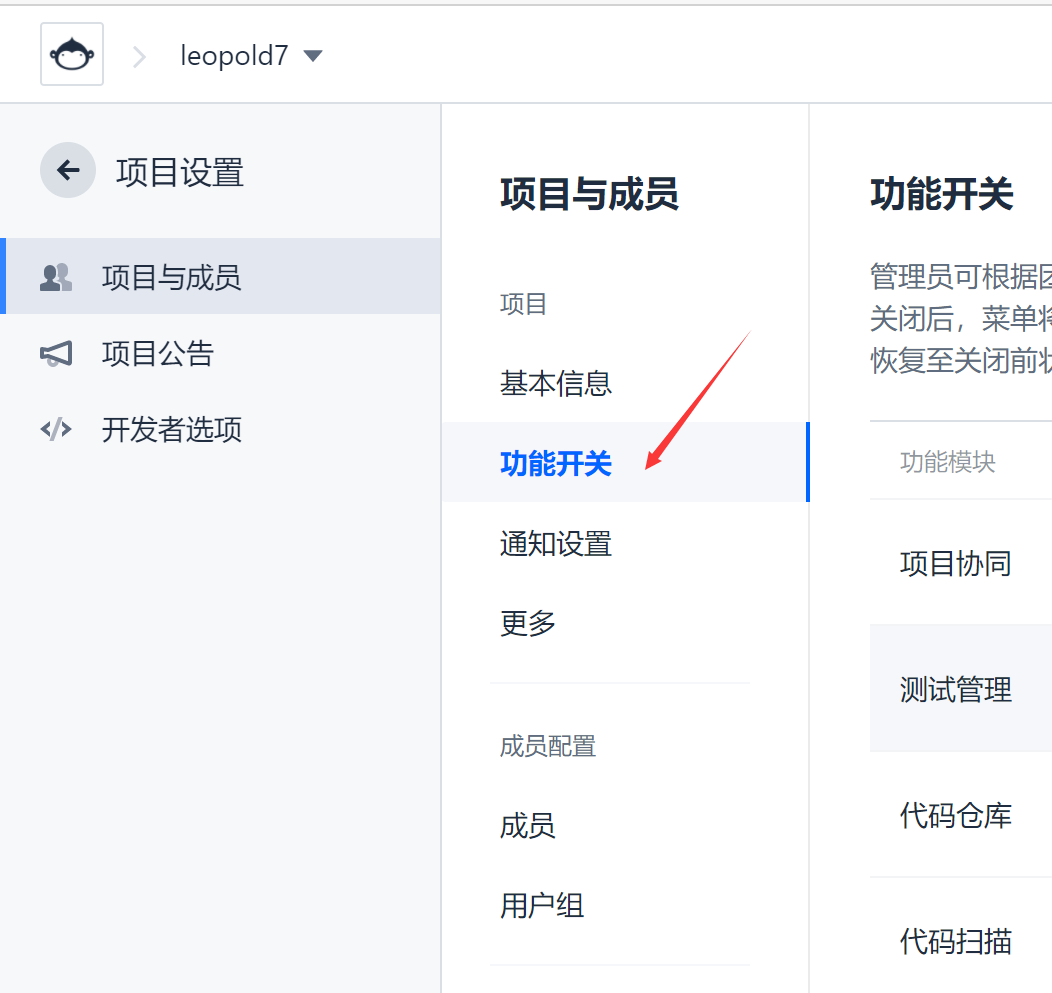 leopold7
项目设置
项目与成员
项目公告
开发者选项
项目与成员
项目
基本信息
功能开关
通知设置
更多
成员配置
成员
用户组
功能开关
管理员可根据团
关闭后，菜单将
恢复至关闭前状
功能模块
项目协同
测试管理
代码仓库
代码扫描